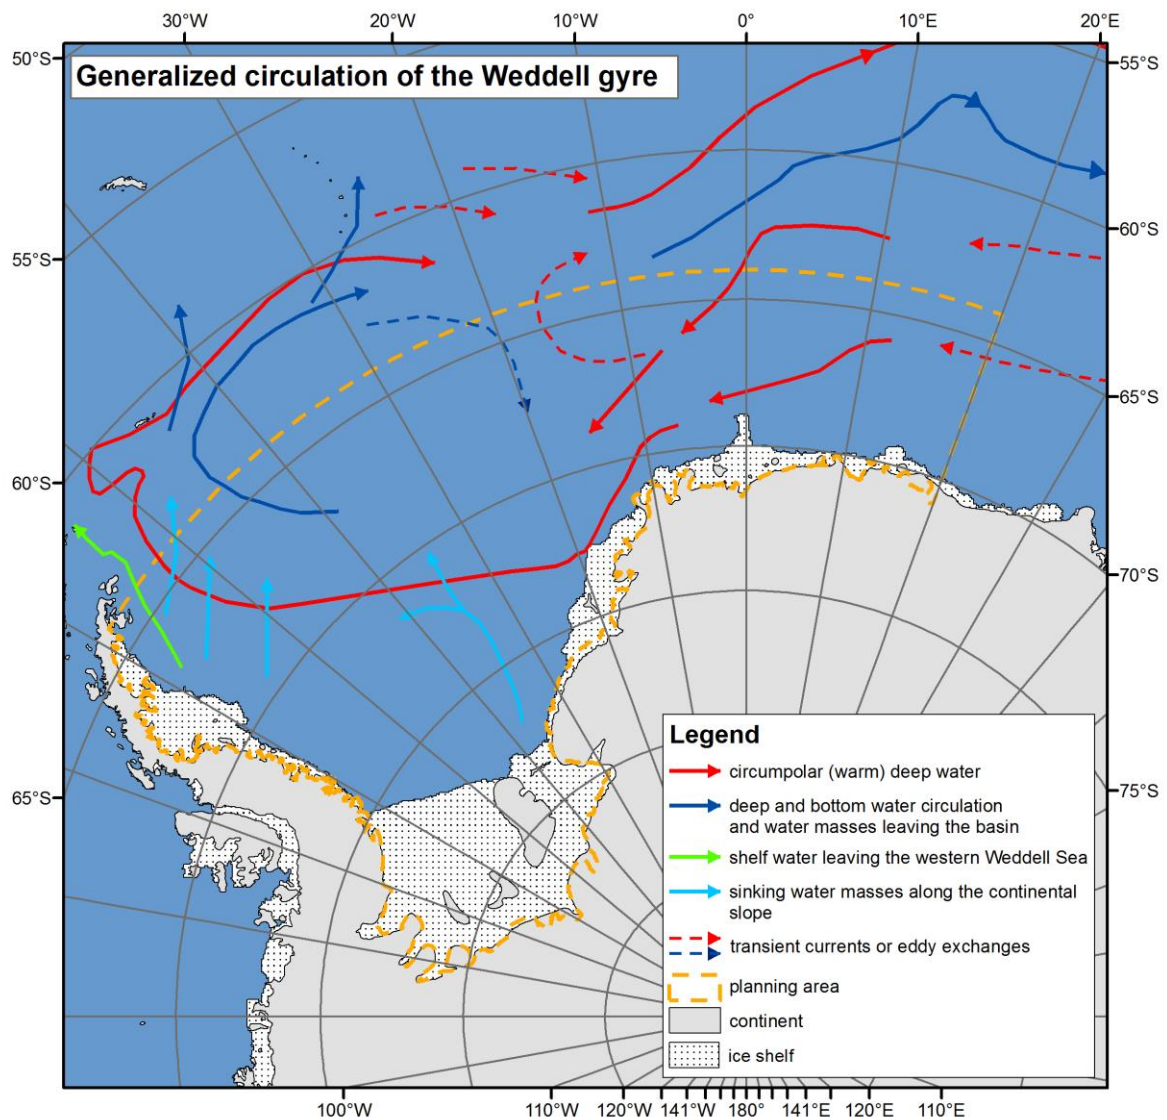 30°W 20°W 10°W 0° 10°E 20°E
50°S
Generalized circulation of the Weddell gyre
55°S
60°S
55°S
65°S
60°S
70°S
Legend
circumpolar (warm) deep water
75°S
65°S
deep and bottom water circulation
and water masses leaving the basin
shelf water leaving the western Weddell Sea
sinking water masses along the continental
slope
transient currents or eddy exchanges
planning area
continent
ice shelf
100°W 110°W 120°W 141°W 180° 141°E 120°E 110°E